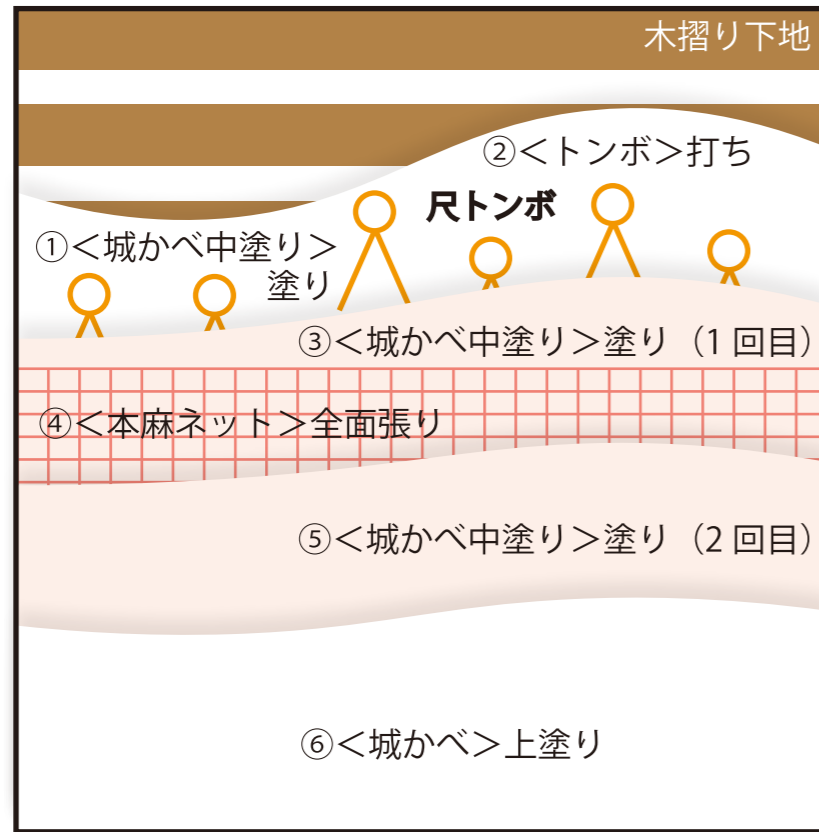 木摺り下地
②＜トンボ＞打ち
尺トンボ
①＜城かべ中塗り＞
塗り
③＜城かべ中塗り＞塗り（1回目）
④＜本麻ネット＞全面張り
⑤＜城かべ中塗り＞塗り（2回目）
⑥＜城かべ＞上塗り